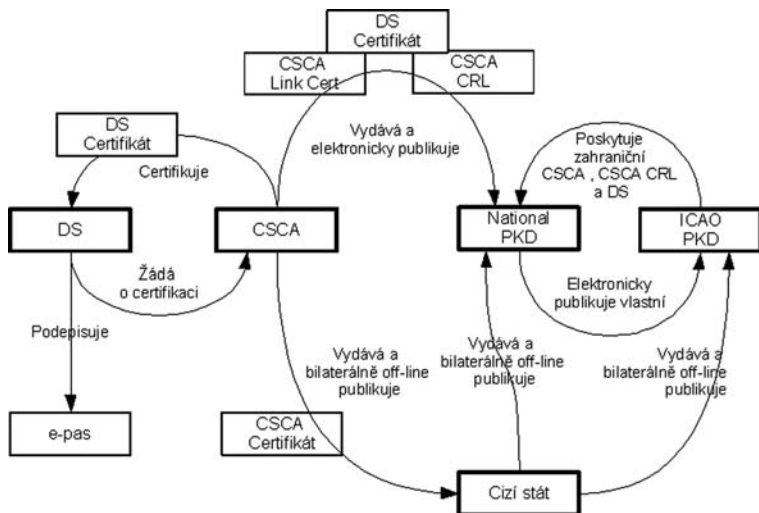 DS
Certifikát
CSCA
Link Cert
CSCA
CRL
DS
Certifikát
Certifikuje
Vydává a
elektronicky publikuje
Poskytuje
zahraniční
CSCA , CSCA CRL
a DS
DS
CSCA
National
PKD
ICAO
PKD
Žádá
o certifikaci
Elektronicky
publikuje vlastní
Podepisuje
Vydává a
bilaterálně off-line
publikuje
Vydává a
bilaterálně off-line
publikuje
Vydává a
bilaterálně off-line
publikuje
e-pas
CSCA
Certifikát
Cizí stát